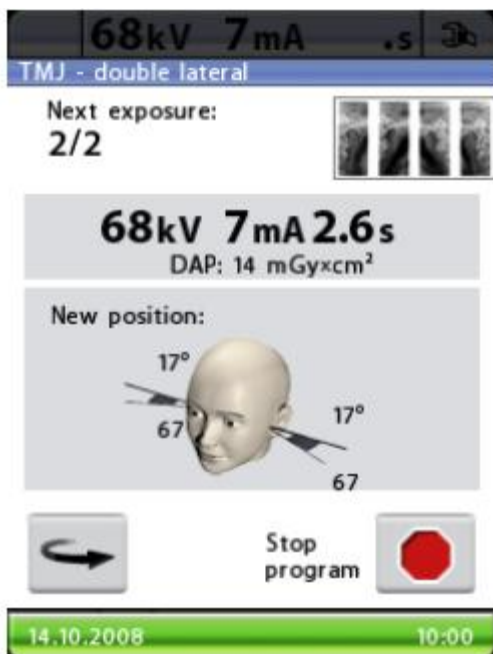 68kV 7mA .s
TMJ - double lateral
Next exposure:
2/2
68kV 7mA 2.6s
DAP: 14 mGy×cm²
New position:
17°
67
17°
67
Stop
program
14.10.2008 10:00